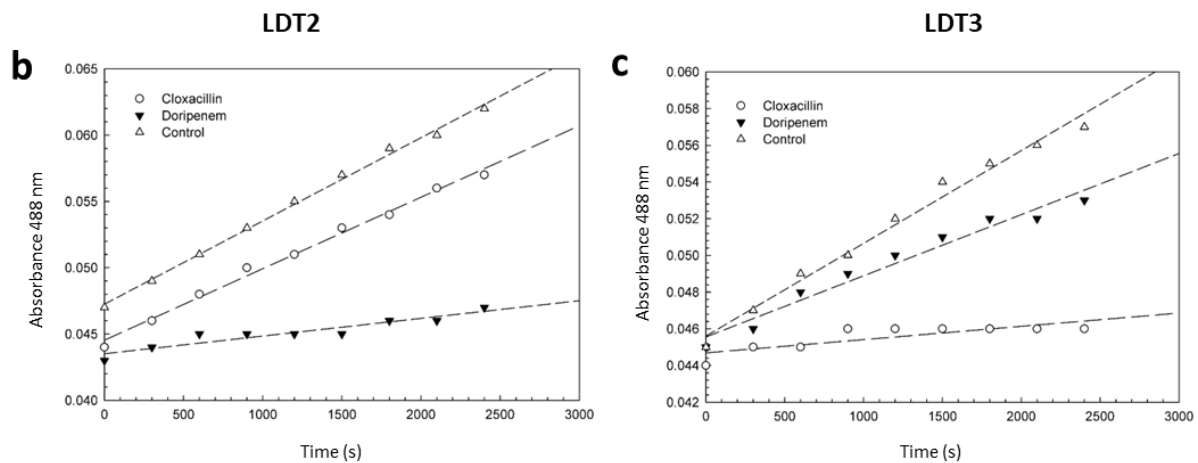 LDT2
b
Absorbance 488 nm
0.065
0.060
0.055
0.050
0.045
0.040
Cloxacillin
Doripenem
Control
0 500 1000 1500 2000 2500 3000
Time (s)
LDT3
c
Absorbance 488 nm
0.060
0.058
0.056
0.054
0.052
0.050
0.048
0.046
0.044
0.042
Cloxacillin
Doripenem
Control
0 500 1000 1500 2000 2500 3000
Time (s)